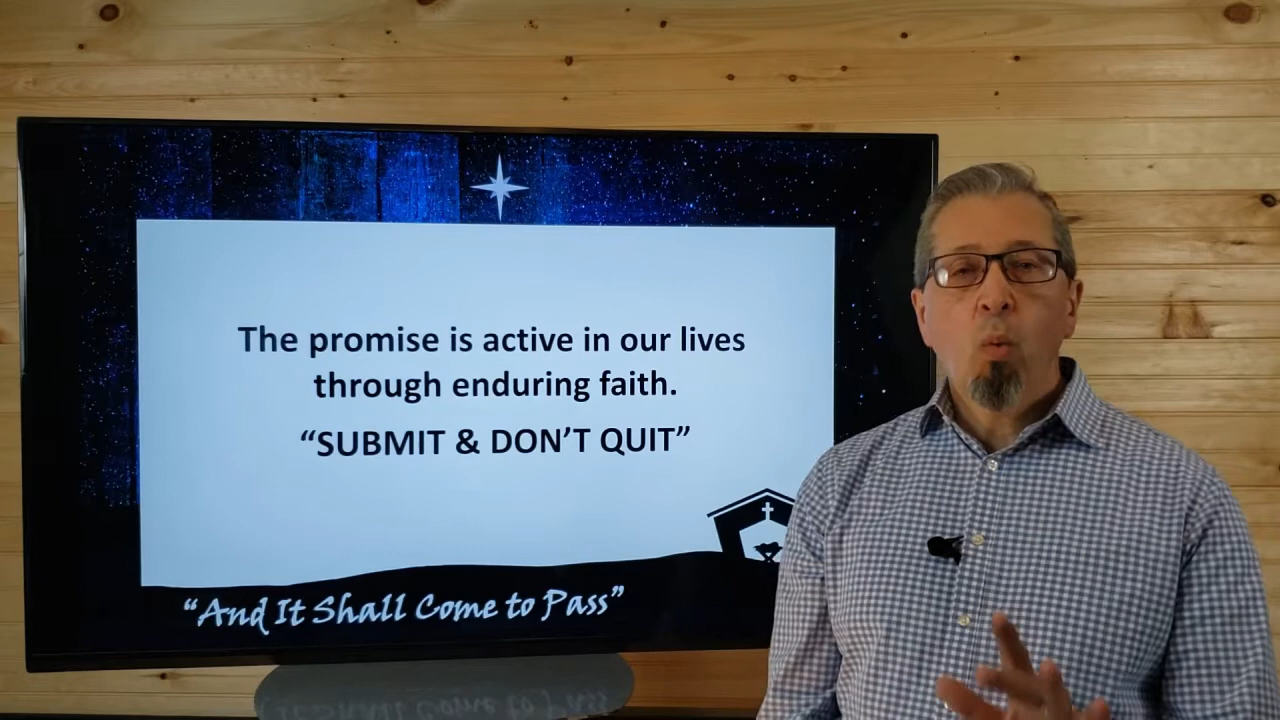 The promise is active in our lives
through enduring faith.
“SUBMIT & DON’T QUIT”
“And It Shall Come to Pass”